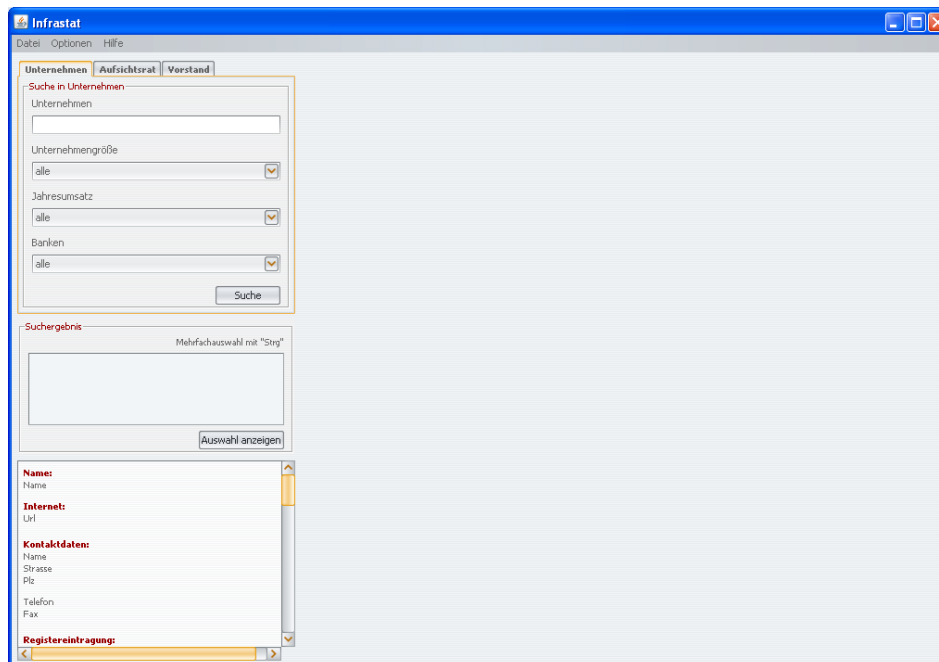 Infrastat
Datei Optionen Hilfe
Unternehmen Aufsichtsrat Vorstand
Suche in Unternehmen
Unternehmen
Unternehmengröße
alle
Jahresumsatz
alle
Banken
alle
Suche
Suchergebnis
Mehrfachauswahl mit "Strg"
Auswahl anzeigen
Name:
Name
Internet:
Url
Kontaktdaten:
Name
Strasse
Plz
Telefon
Fax
Registereintragung: